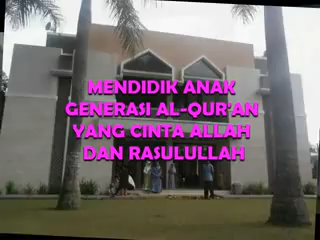 MENDIDIK ANAK
GENERASI AL-QUR'AN
YANG CINTA ALLAH
DAN RASULULLAH